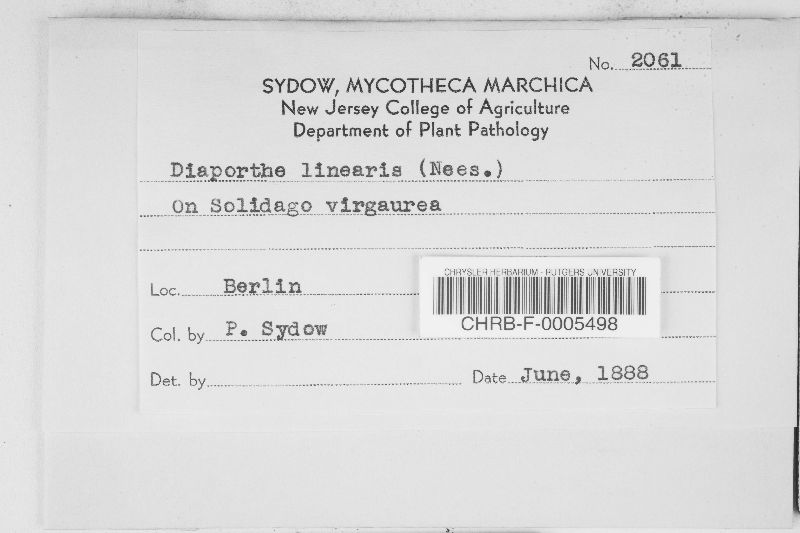 No. 2061
SYDOW, MYCOTHECA MARCHICA
New Jersey College of Agriculture
Department of Plant Pathology
Diaporthe linearis (Nees.)
On Solidago virgaurea
Loc. Berlin
CHRYSLER HERBARIUM - RUTGERS UNIVERSITY
CHRB-F-0005498
Col. by P. Sydow
Det. by
Date June, 1888